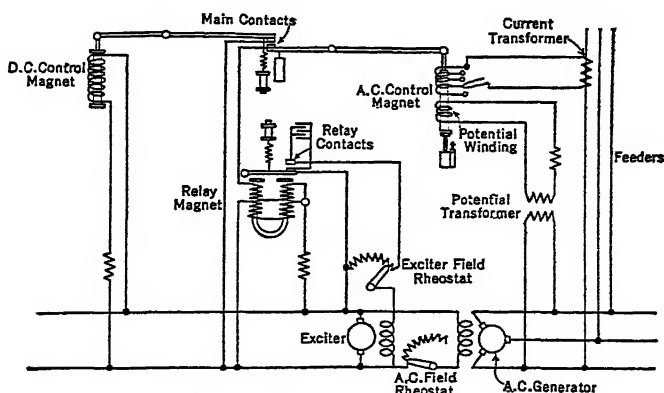 Main Contacts
Current
Transformer
D.C.Control
Magnet
A.C.Control
Magnet
Relay
Contacts
Potential
Winding
Feeders
Relay
Magnet
Potential
Transformer
Exciter Field
Rheostat
Exciter
A.C.Field
Rheostat
A.C.Generator